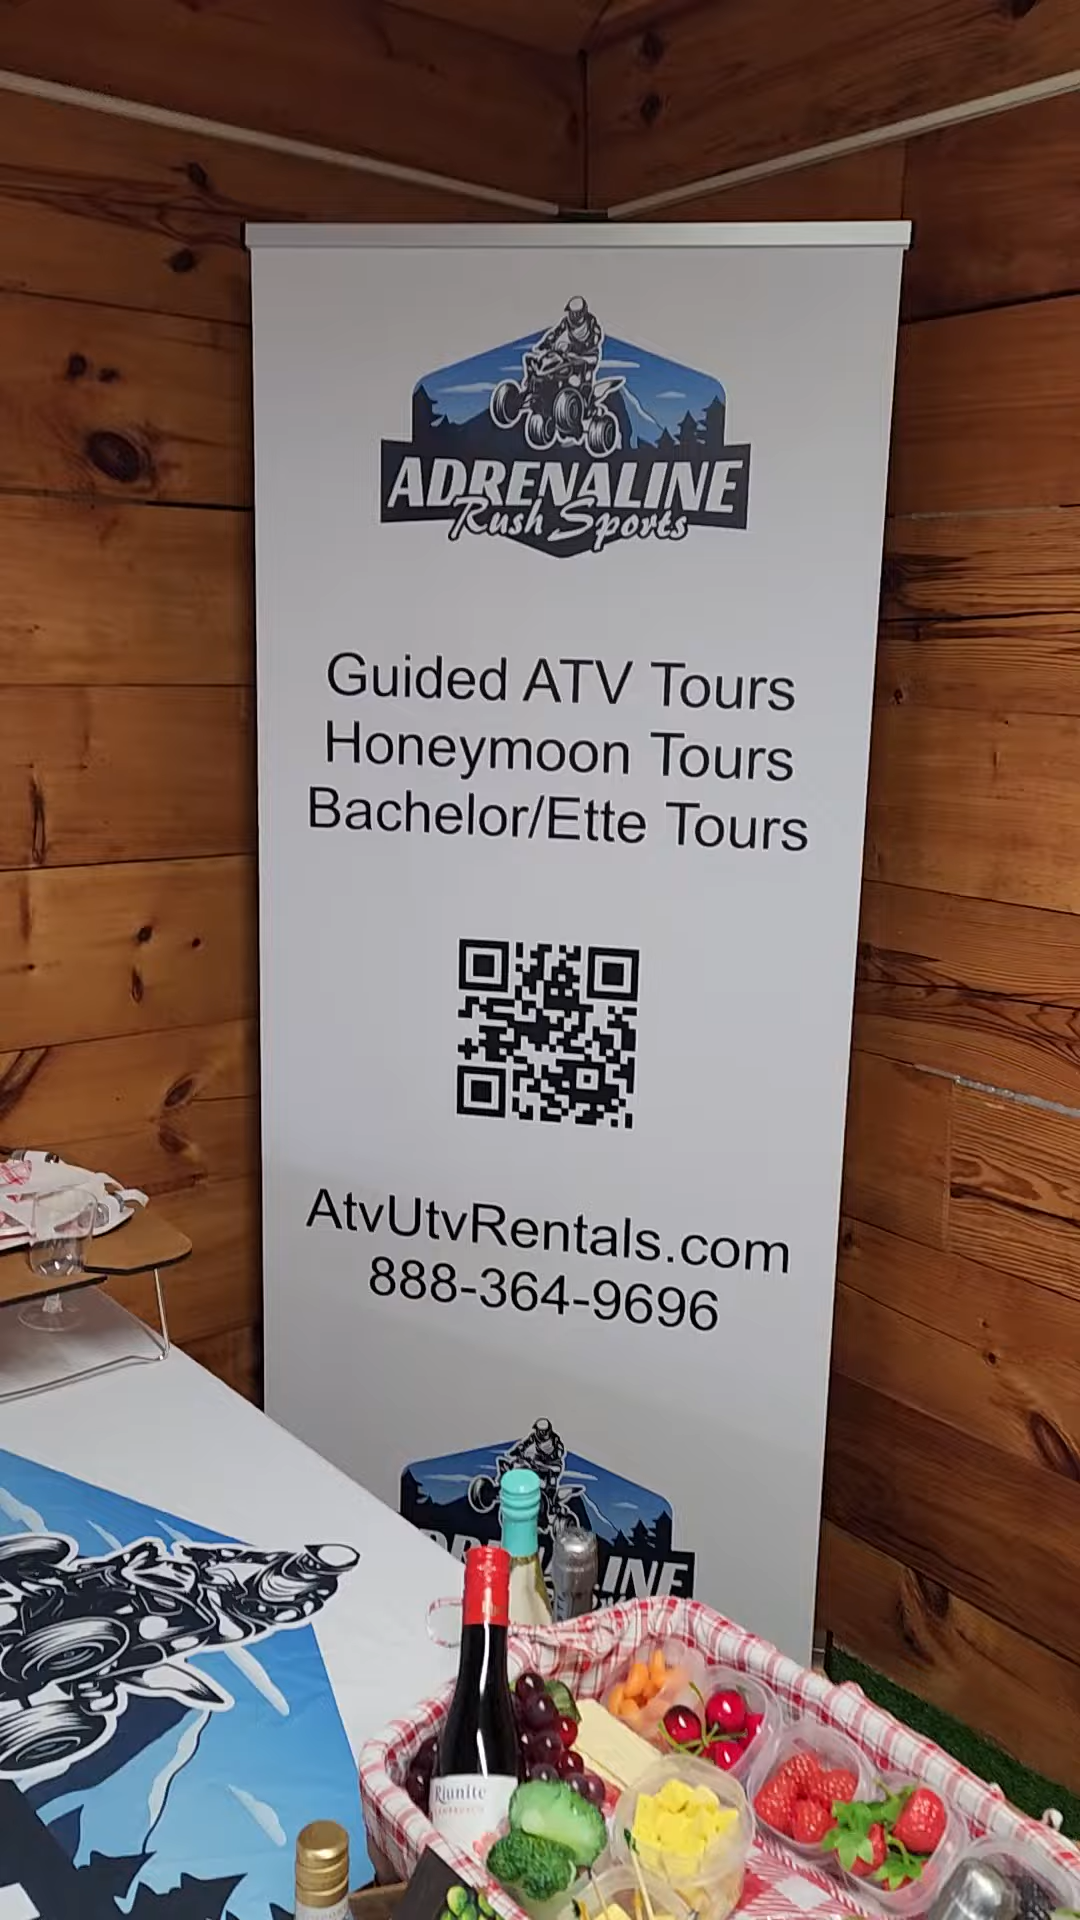 ADRENALINE
Rush Sports
Guided ATV Tours
Honeymoon Tours
Bachelor/Ette Tours
AtvUtvRentals.com
888-364-9696
Riunite